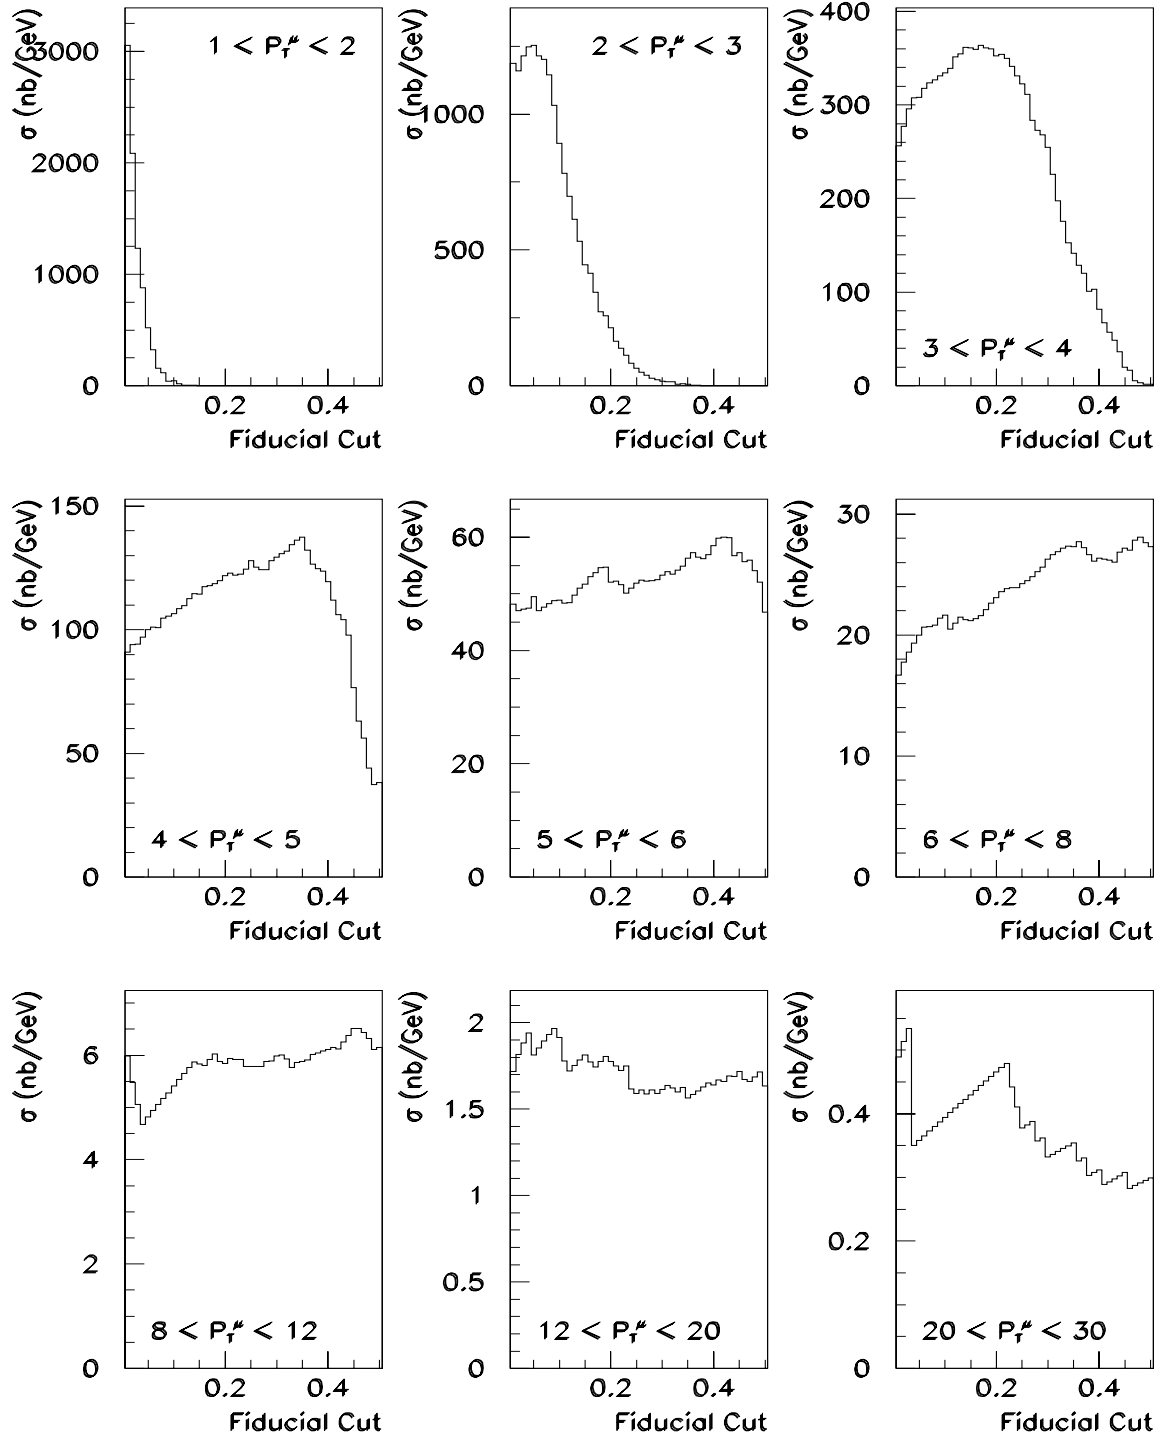 σ (nb/GeV)
3000
2000
1000
0
1 < P_T^μ < 2
0.2 0.4
Fiducial Cut
σ (nb/GeV)
1000
500
0
2 < P_T^μ < 3
0.2 0.4
Fiducial Cut
σ (nb/GeV)
400
300
200
100
0
3 < P_T^μ < 4
0.2 0.4
Fiducial Cut
σ (nb/GeV)
150
100
50
0
4 < P_T^μ < 5
0.2 0.4
Fiducial Cut
σ (nb/GeV)
60
40
20
0
5 < P_T^μ < 6
0.2 0.4
Fiducial Cut
σ (nb/GeV)
30
20
10
0
6 < P_T^μ < 8
0.2 0.4
Fiducial Cut
σ (nb/GeV)
6
4
2
0
8 < P_T^μ < 12
0.2 0.4
Fiducial Cut
σ (nb/GeV)
2
1.5
1
0.5
0
12 < P_T^μ < 20
0.2 0.4
Fiducial Cut
σ (nb/GeV)
0.4
0.2
0
20 < P_T^μ < 30
0.2 0.4
Fiducial Cut